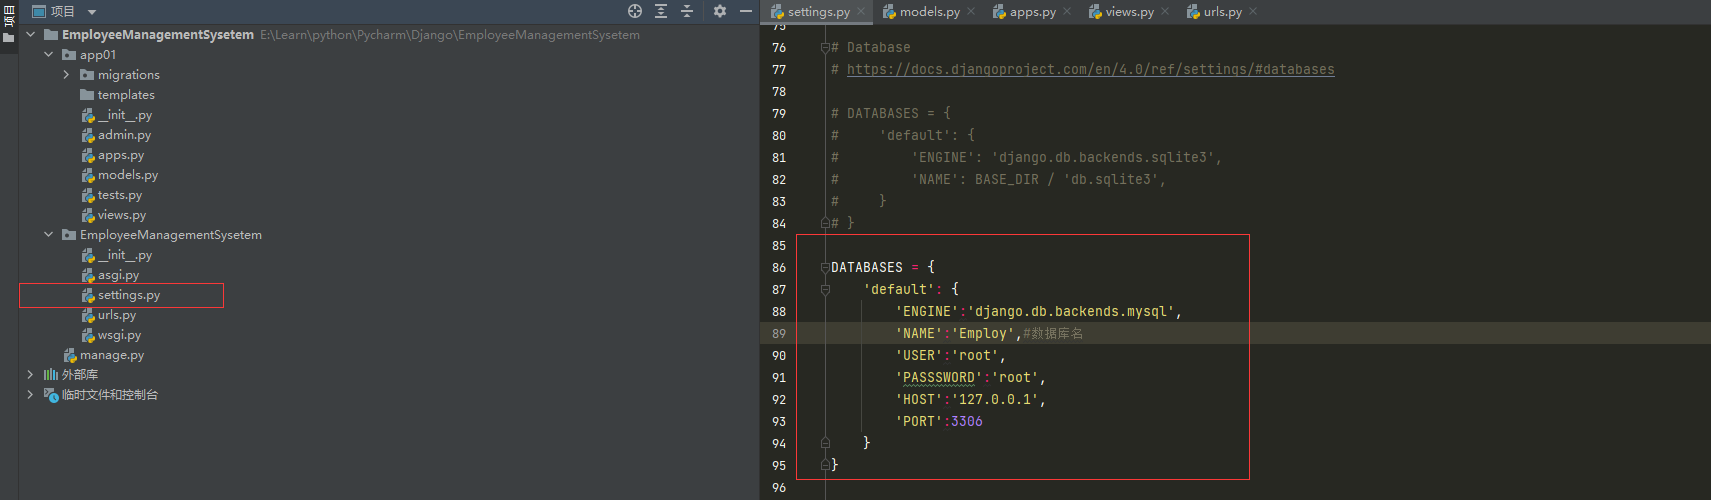 项目
项目
EmployeeManagementSysetem E:\Learn\python\Pycharm\Django\EmployeeManagementSysetem
app01
migrations
templates
__init__.py
admin.py
apps.py
models.py
tests.py
views.py
EmployeeManagementSysetem
__init__.py
asgi.py
settings.py
urls.py
wsgi.py
manage.py
外部库
临时文件和控制台
settings.py models.py apps.py views.py urls.py
75
76 # Database
77 # https://docs.djangoproject.com/en/4.0/ref/settings/#databases
78
79 # DATABASES = {
80 #     'default': {
81 #         'ENGINE': 'django.db.backends.sqlite3',
82 #         'NAME': BASE_DIR / 'db.sqlite3',
83 #     }
84 # }
85
86 DATABASES = {
87     'default': {
88         'ENGINE':'django.db.backends.mysql',
89         'NAME':'Employ',#数据库名
90         'USER':'root',
91         'PASSSWORD':'root',
92         'HOST':'127.0.0.1',
93         'PORT':3306
94     }
95 }
96